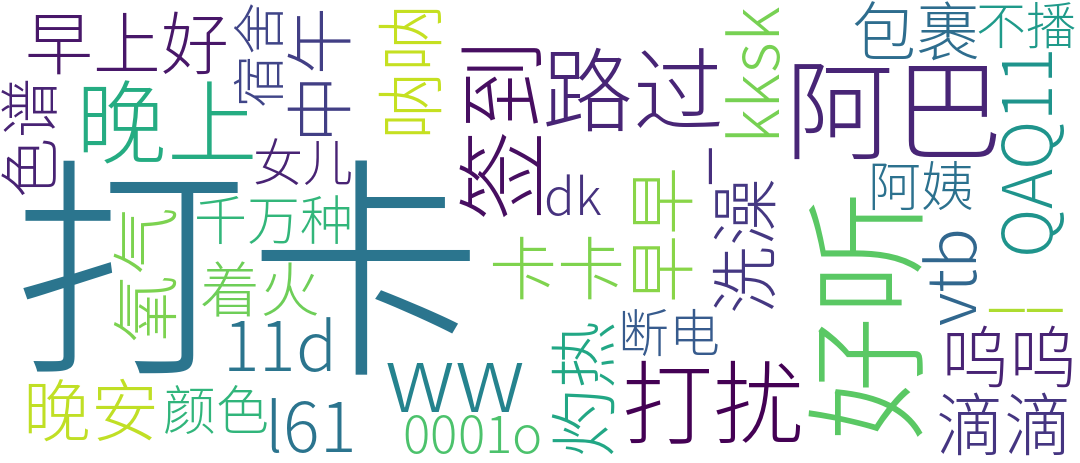 早上好
宿舍
中午
呐呐
签到
路过
kksk
阿巴
包裹
不播
QAQ11
色谱
晚上
女儿
dk
一
阿姨
打卡
氧气
千万种
着火
卡卡
早早
洗澡
好听
vtb
11d
ww
灼热
断电
打扰
呜呜
晚安
颜色
l61
0001o
滴滴